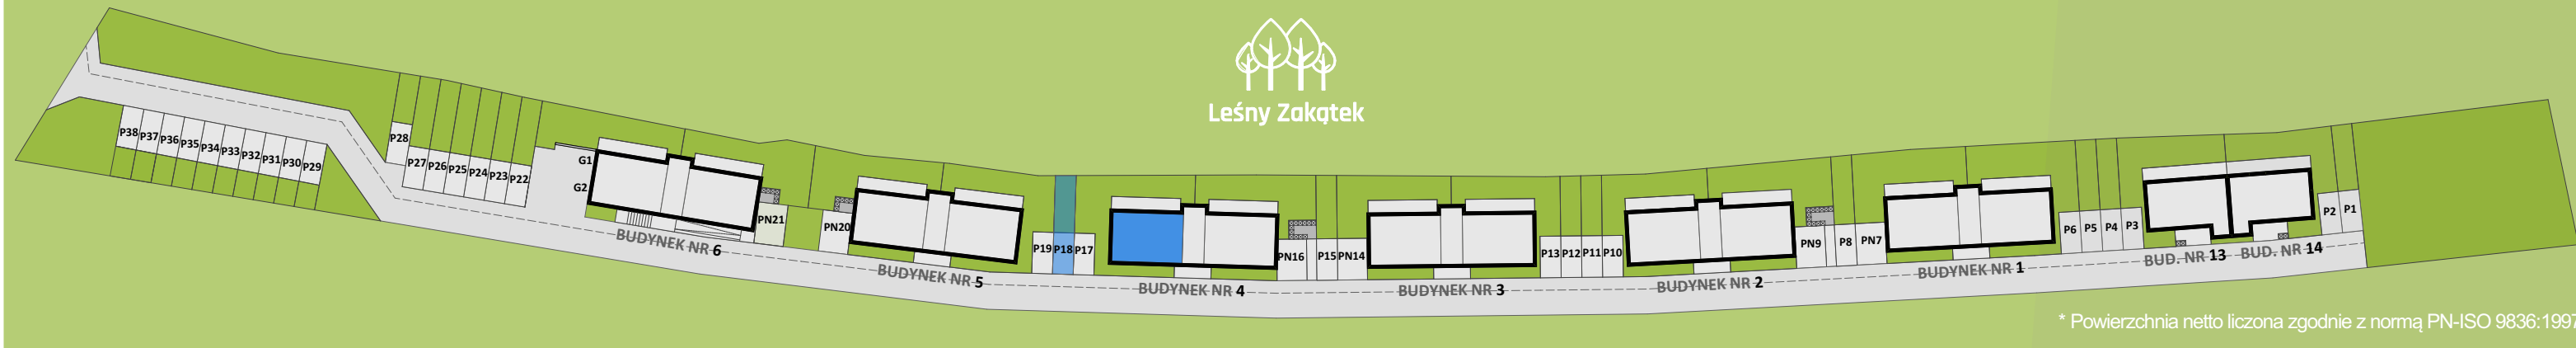 Leśny Zakątek
P38 P37 P36 P35 P34 P33 P32 P31 P30 P29
P28
P27 P26 P25 P24 P23 P22
G1
G2
PN21
BUDYNEK NR 6
PN20
BUDYNEK NR 5
P19 P18 P17
BUDYNEK NR 4
PN16 P15 PN14
BUDYNEK NR 3
P13 P12 P11 P10
BUDYNEK NR 2
PN9 P8 PN7
BUDYNEK NR 1
P6 P5 P4 P3
BUD. NR 13
BUD. NR 14
P2 P1
* Powierzchnia netto liczona zgodnie z normą PN-ISO 9836:1997